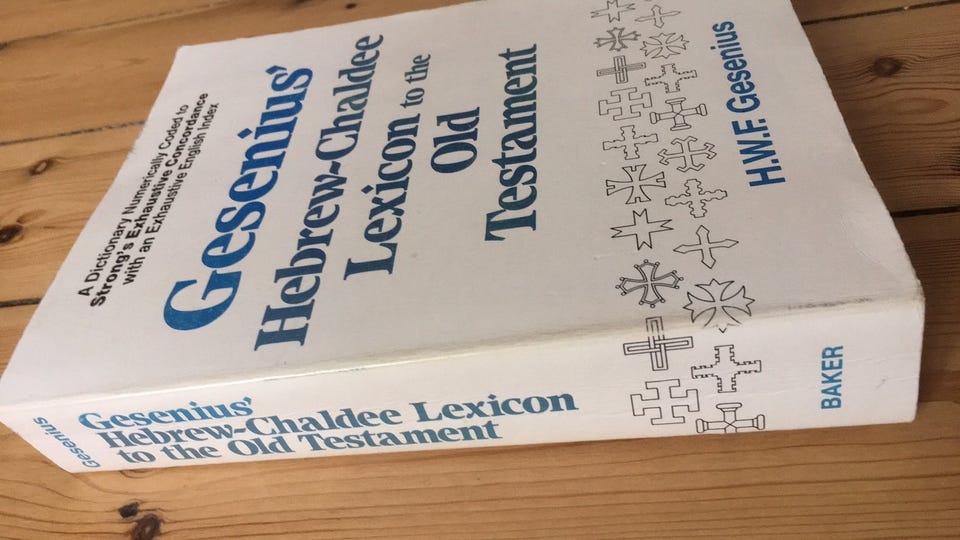 A Dictionary Numerically Coded to
Strong's Exhaustive Concordance
with an Exhaustive English Index
Gesenius'
Hebrew-Chaldee
Lexicon to the
Old
Testament
H.W.F. Gesenius
Gesenius
Gesenius'
Hebrew-Chaldee Lexicon
to the Old Testament
BAKER